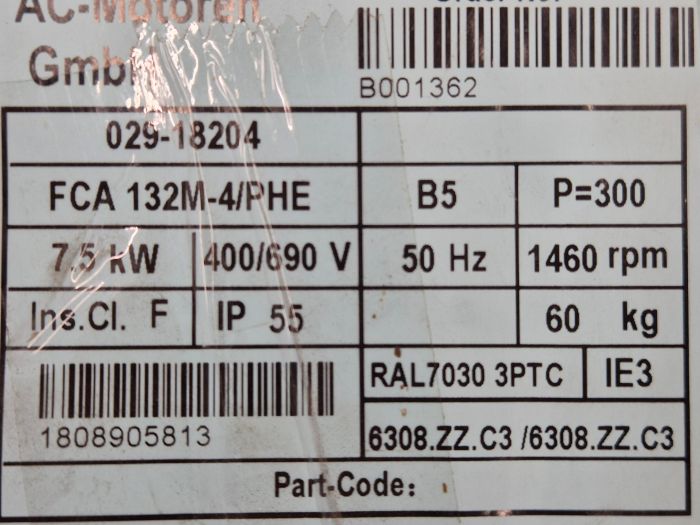 AC-Motoren
GmbH
B001362
029-18204
FCA 132M-4/PHE B5 P=300
7,5 kW 400/690 V 50 Hz 1460 rpm
Ins.Cl. F IP 55 60 kg
RAL7030 3PTC IE3
1808905813
6308.ZZ.C3 /6308.ZZ.C3
Part-Code: